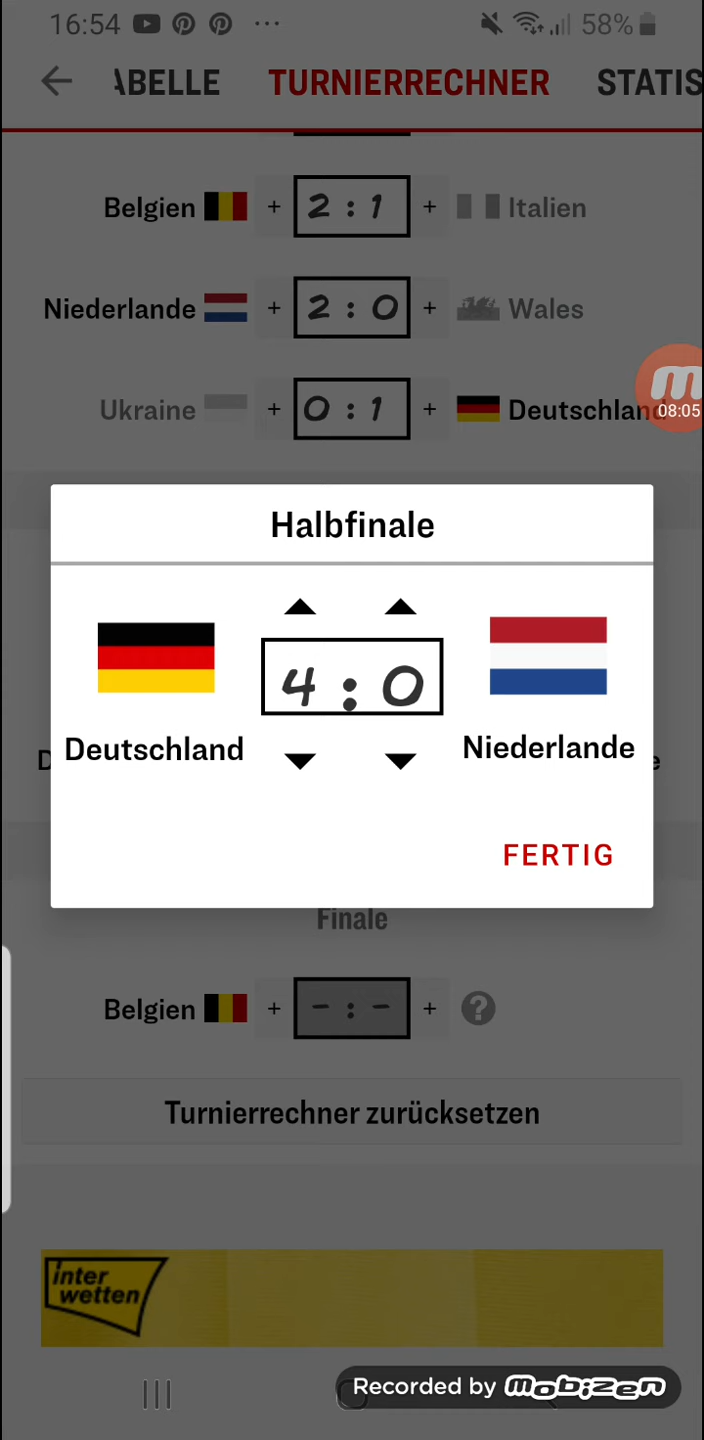 16:54 ... 58%
ABELLE TURNIERRECHNER STATIS
Belgien + 2 : 1 + Italien
Niederlande + 2 : 0 + Wales
Ukraine + 0 : 1 + Deutschland
08:05
Halbfinale
4 : 0
Deutschland Niederlande
D e
FERTIG
Finale
Belgien + - : - + ?
Turnierrechner zurücksetzen
inter
wetten
Recorded by mobizen